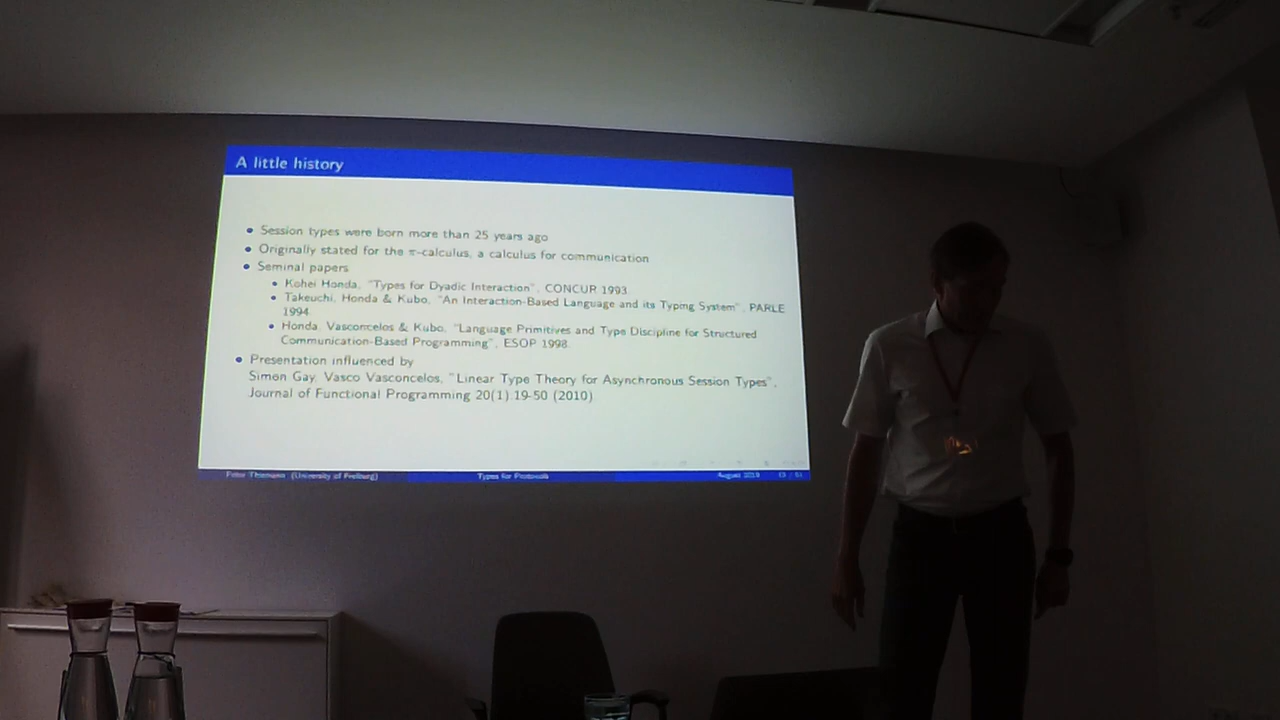 A little history
Session types were born more than 25 years ago
Originally stated for the π-calculus, a calculus for communication
Seminal papers
Kohei Honda, "Types for Dyadic Interaction", CONCUR 1993.
Takeuchi, Honda & Kubo, "An Interaction-Based Language and its Typing System", PARLE
1994.
Honda, Vasconcelos & Kubo, "Language Primitives and Type Discipline for Structured
Communication-Based Programming", ESOP 1998.
Presentation influenced by
Simon Gay, Vasco Vasconcelos, "Linear Type Theory for Asynchronous Session Types",
Journal of Functional Programming 20(1) 19-50 (2010)
Peter Thiemann (University of Freiburg) Types for Protocols August 2019